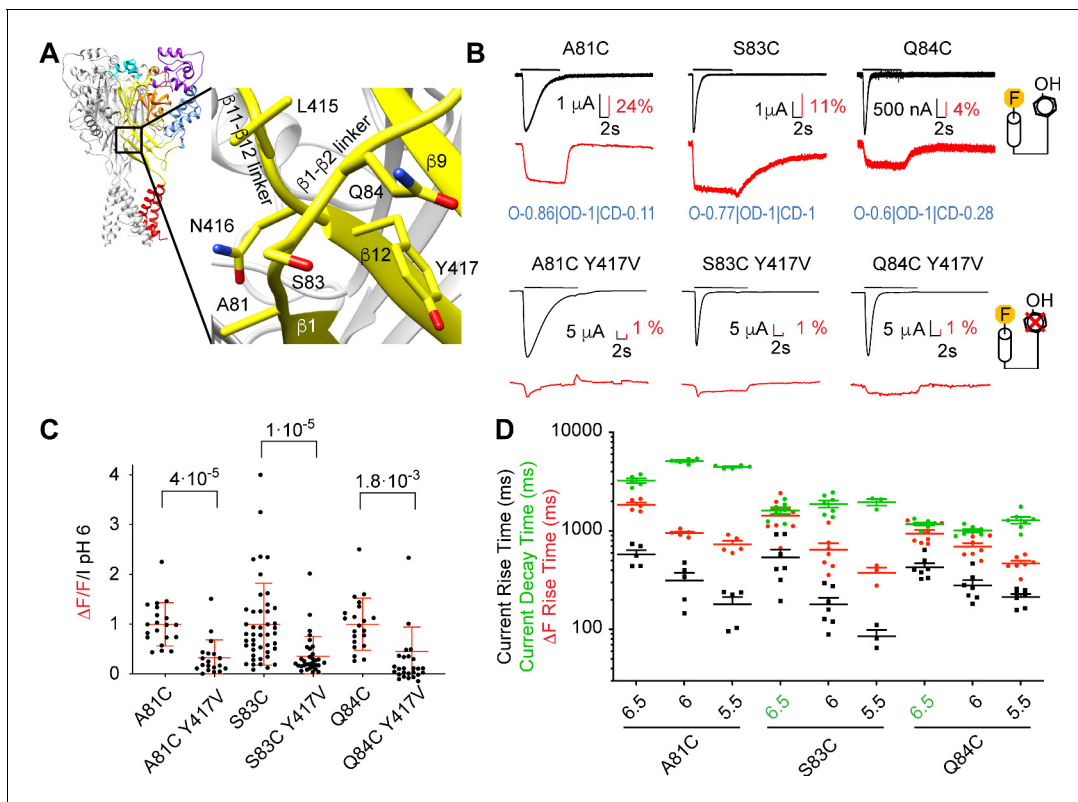 A
L415
β11-β12 linker
β1-β2 linker
β9
Q84
N416
β12
S83
Y417
A81
β1
B
A81C
S83C
Q84C
1 µA 24%
2s
1µA 11%
2s
500 nA 4%
2s
F OH
O-0.86|OD-1|CD-0.11
O-0.77|OD-1|CD-1
O-0.6|OD-1|CD-0.28
A81C Y417V
S83C Y417V
Q84C Y417V
5 µA 1 %
2s
5 µA 1 %
2s
5 µA 1 %
2s
F OH
C
4·10⁻⁵
1·10⁻⁵
1.8·10⁻³
ΔF/F/I pH 6
4
3
2
1
0
A81C
A81C Y417V
S83C
S83C Y417V
Q84C
Q84C Y417V
D
Current Rise Time (ms)
Current Decay Time (ms)
ΔF Rise Time (ms)
10000
1000
100
6.5 6 5.5 6.5 6 5.5 6.5 6 5.5
A81C S83C Q84C